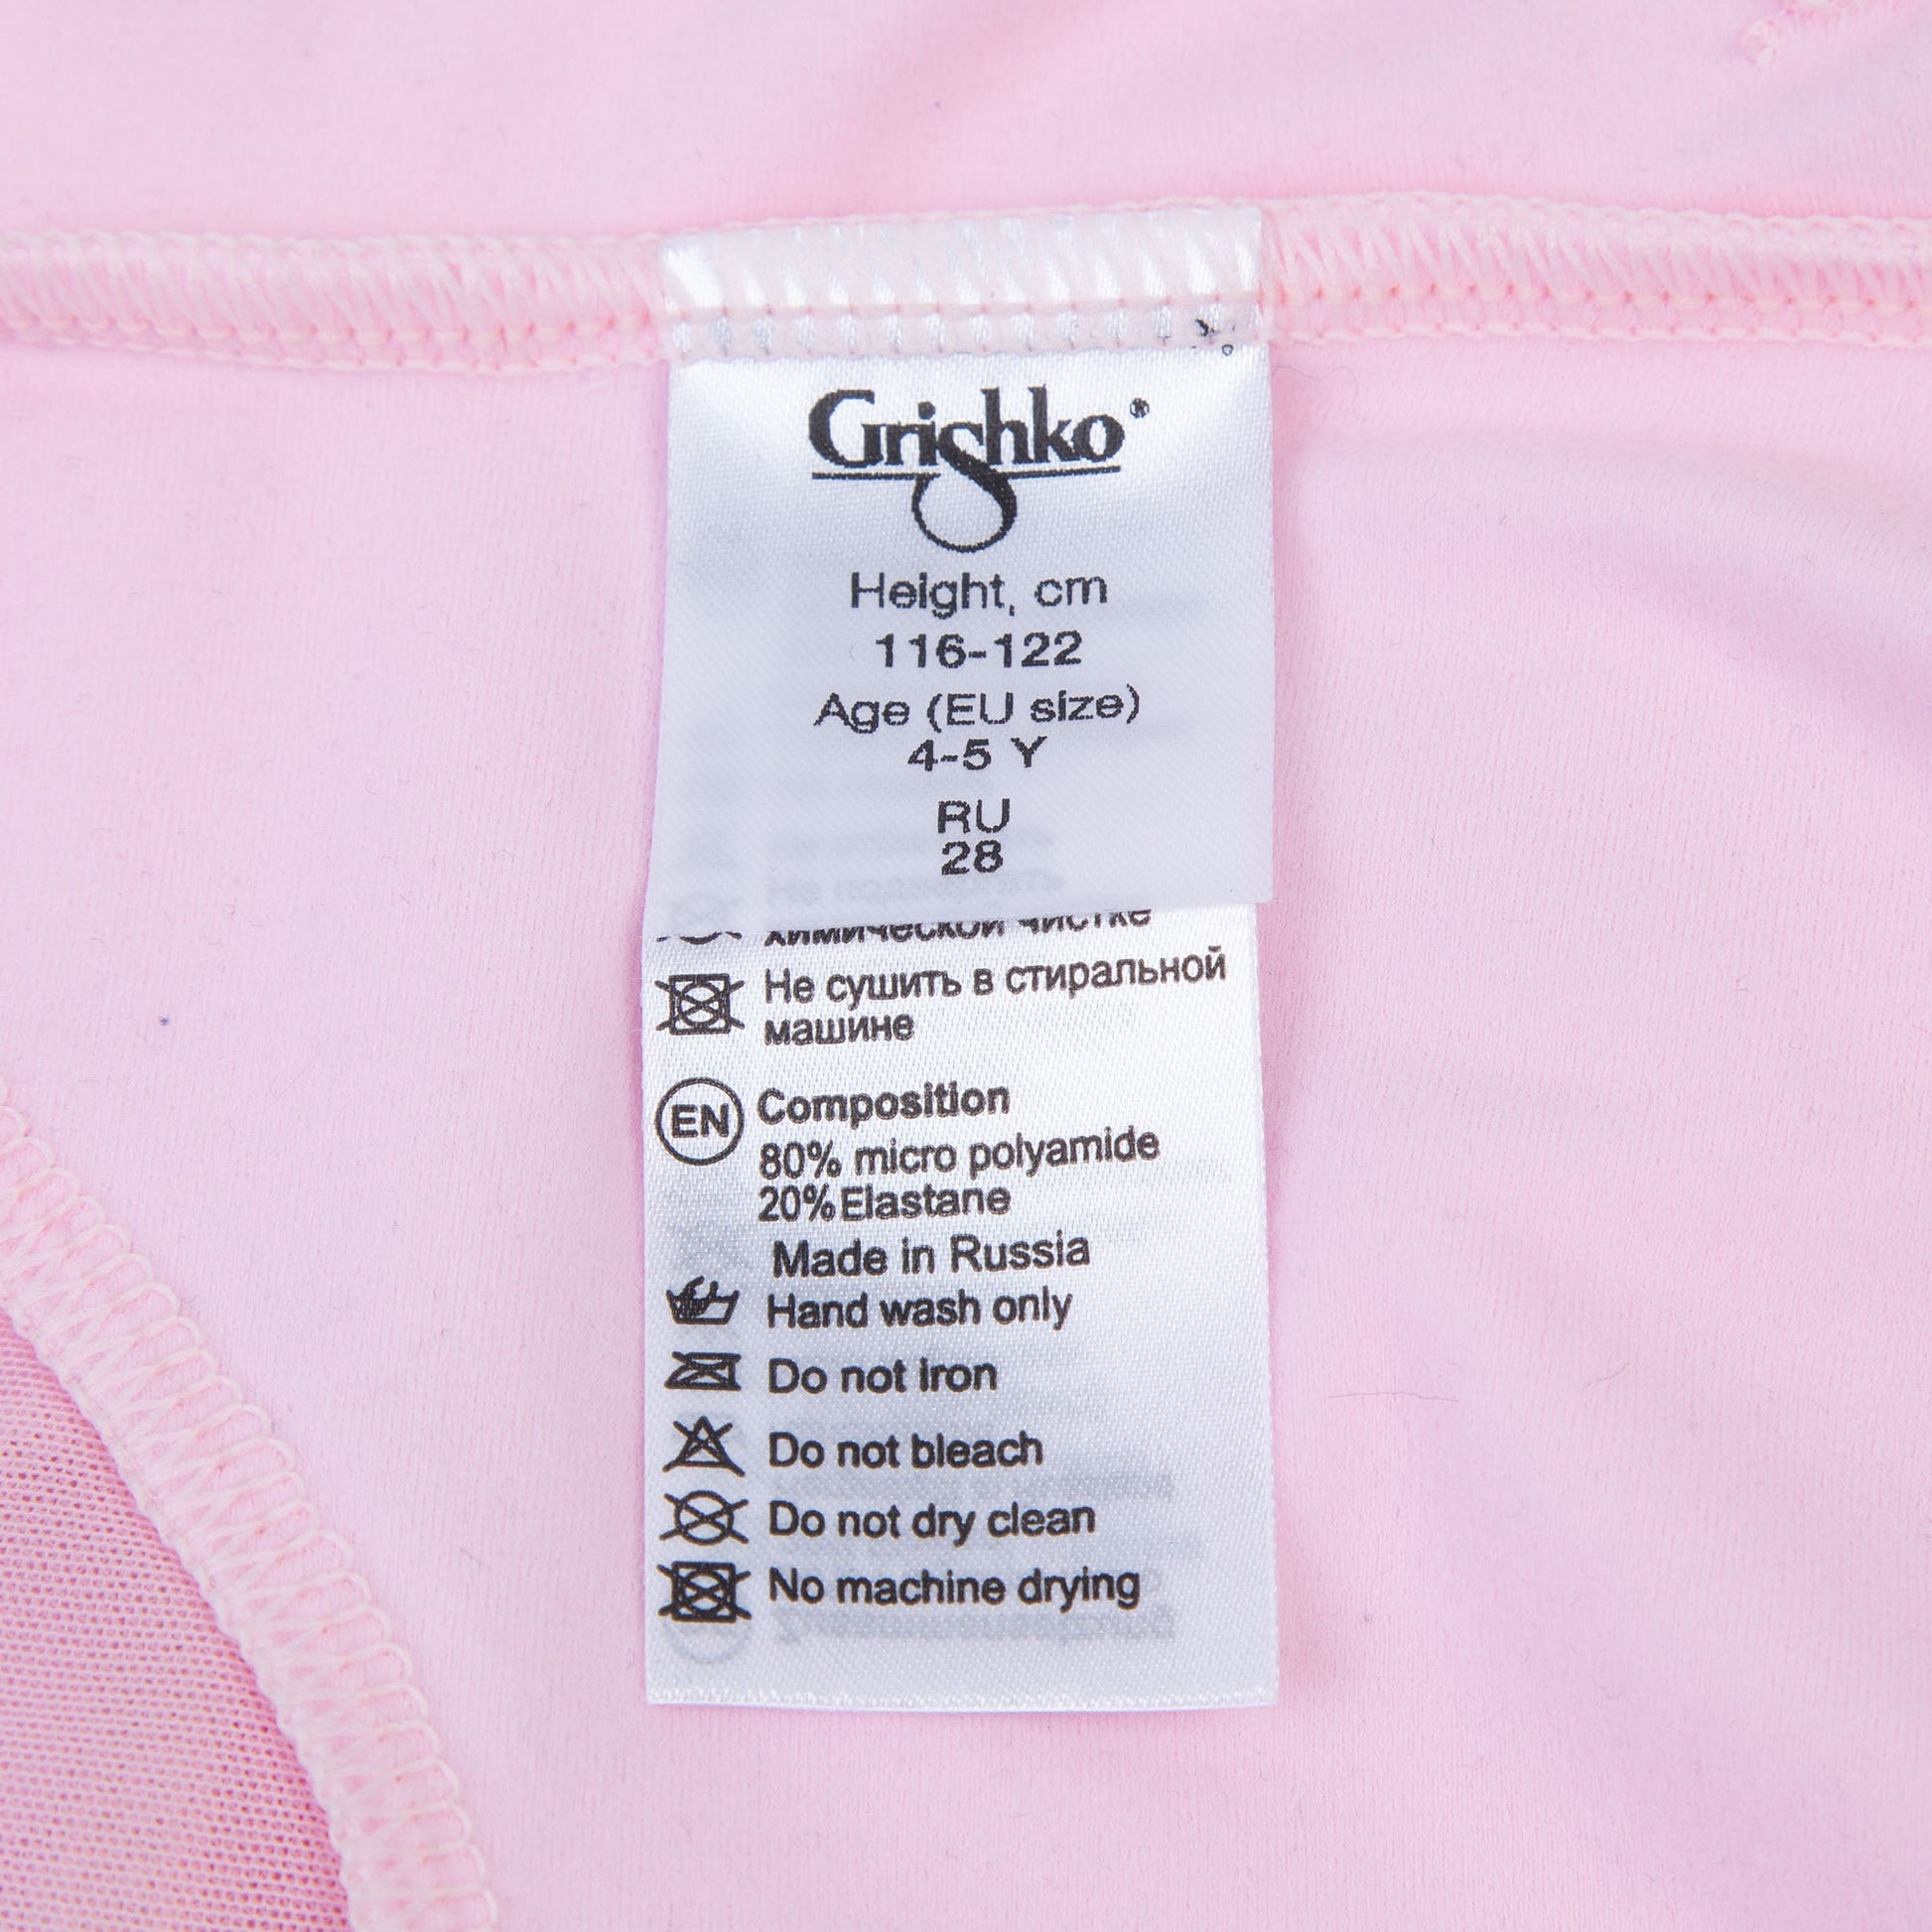 Grishko®
Height, cm
116-122
Age (EU size)
4-5 Y
RU
28
химической чистке
Не сушить в стиральной
машине
EN Composition
80% micro polyamide
20%Elastane
Made in Russia
Hand wash only
Do not iron
Do not bleach
Do not dry clean
No machine drying